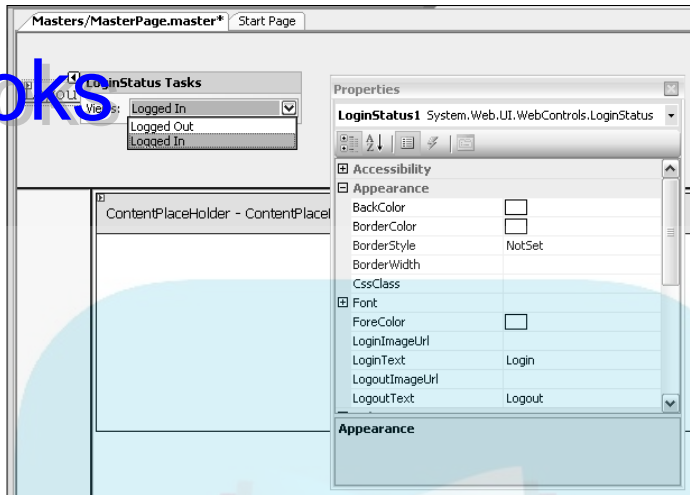 Masters/MasterPage.master* Start Page
oks
LoginStatus Tasks
Views: Logged In
Logged Out
Logged In
ContentPlaceHolder - ContentPlace
Properties
LoginStatus1 System.Web.UI.WebControls.LoginStatus
Accessibility
Appearance
BackColor
BorderColor
BorderStyle NotSet
BorderWidth
CssClass
Font
ForeColor
LoginImageUrl
LoginText Login
LogoutImageUrl
LogoutText Logout
Appearance